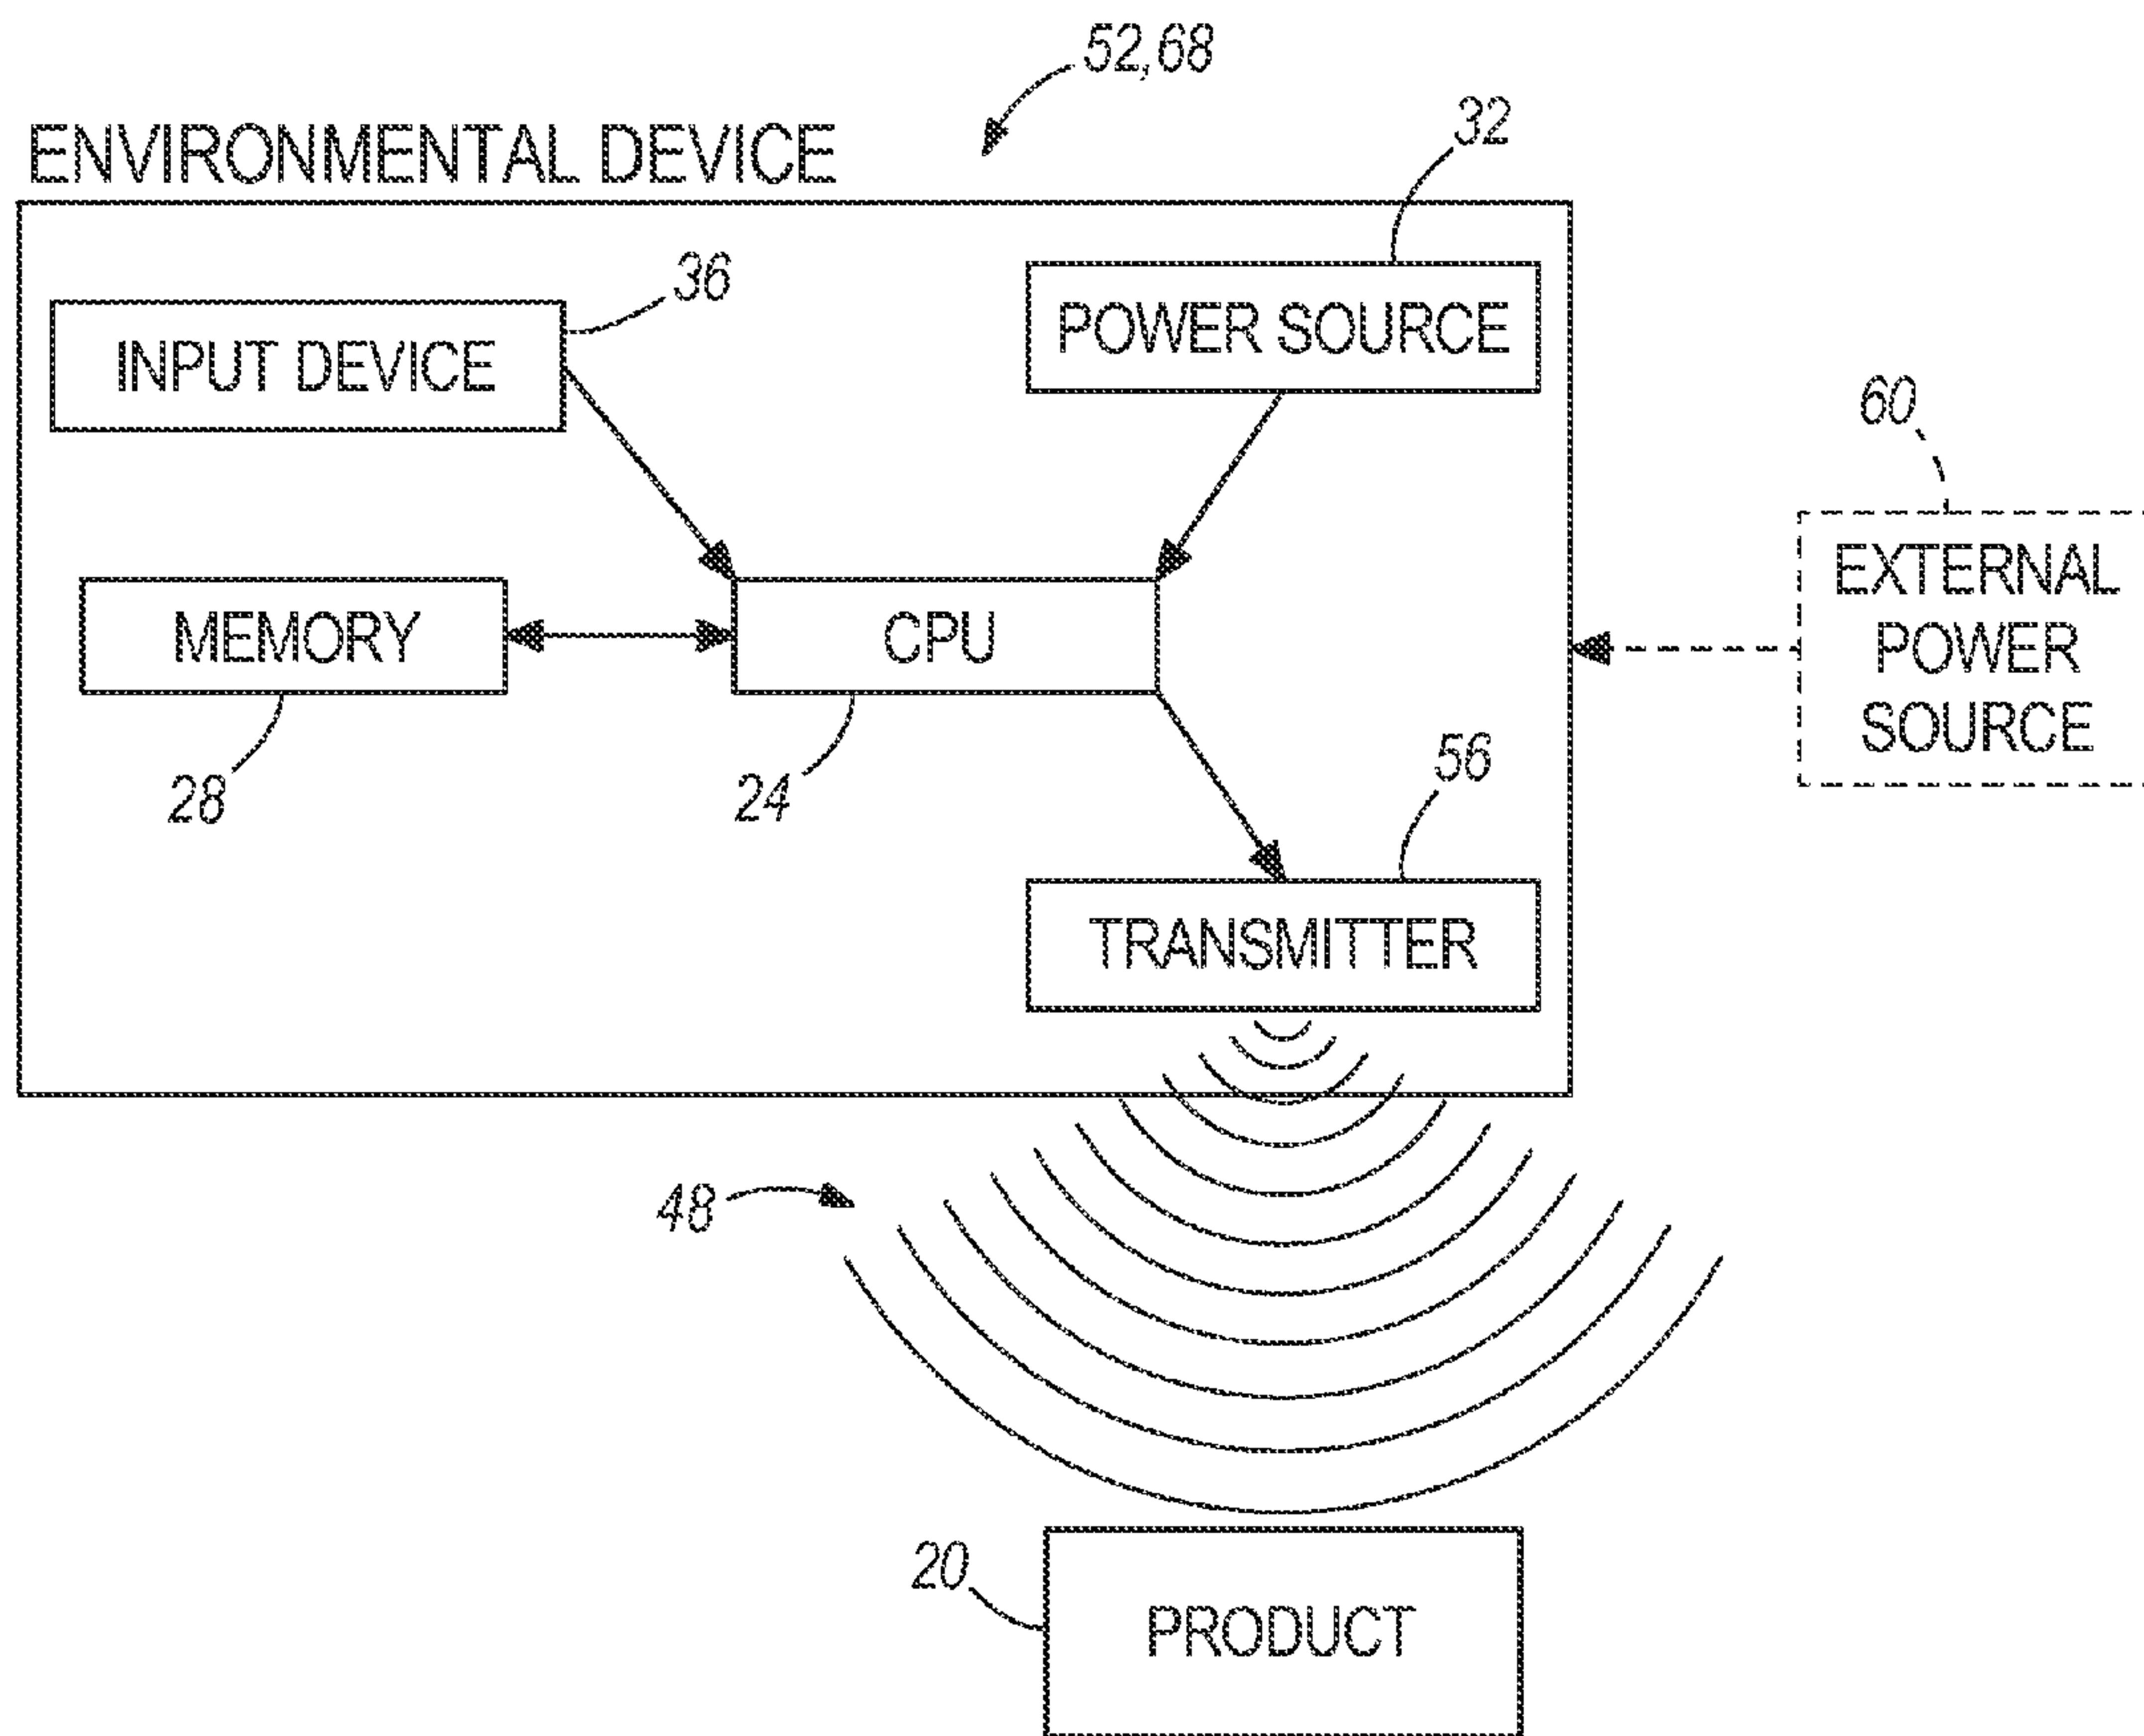 52,68
ENVIRONMENTAL DEVICE
32
36
INPUT DEVICE
POWER SOURCE
60
EXTERNAL
POWER
SOURCE
MEMORY
CPU
28
24
56
TRANSMITTER
48
20
PRODUCT